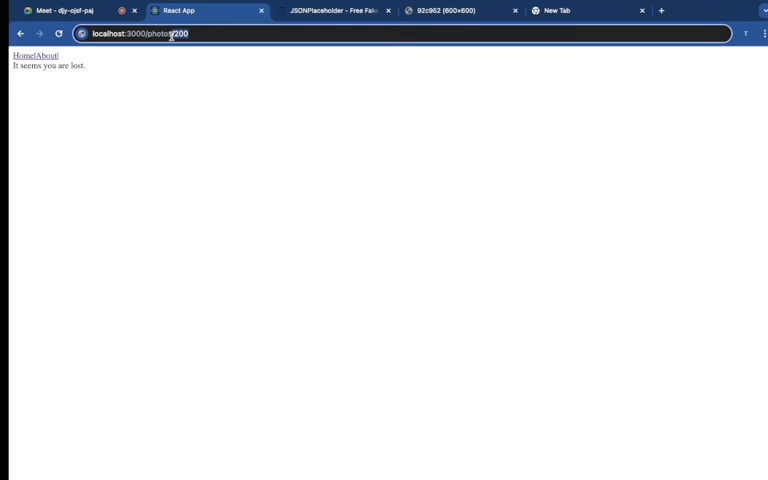 Meet - djy-ojsf-paj
React App
JSONPlaceholder - Free Fake
92c952 (600×600)
New Tab
localhost:3000/photos/200
T
Home|About|
It seems you are lost.